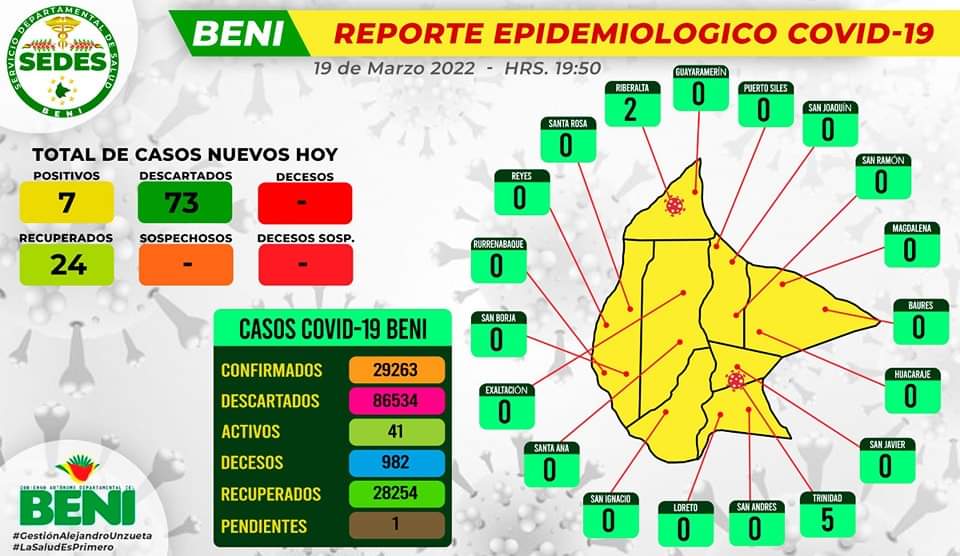 SERVICIO DEPARTAMENTAL DE SALUD
SEDES
BENI
BENI
REPORTE EPIDEMIOLOGICO COVID-19
19 de Marzo 2022 - HRS. 19:50
TOTAL DE CASOS NUEVOS HOY
POSITIVOS
7
DESCARTADOS
73
DECESOS
-
RECUPERADOS
24
SOSPECHOSOS
-
DECESOS SOSP.
-
CASOS COVID-19 BENI
CONFIRMADOS 29263
DESCARTADOS 86534
ACTIVOS 41
DECESOS 982
RECUPERADOS 28254
PENDIENTES 1
GUAYARAMERÍN
0
RIBERALTA
2
PUERTO SILES
0
SAN JOAQUÍN
0
SANTA ROSA
0
SAN RAMÓN
0
REYES
0
MAGDALENA
0
RURRENABAQUE
0
BAURES
0
SAN BORJA
0
HUACARAJE
0
EXALTACIÓN
0
SAN JAVIER
0
SANTA ANA
0
SAN IGNACIO
0
LORETO
0
SAN ANDRES
0
TRINIDAD
5
GOBIERNO AUTÓNOMO DEPARTAMENTAL DEL
BENI
#GestiónAlejandroUnzueta
#LaSaludEsPrimero